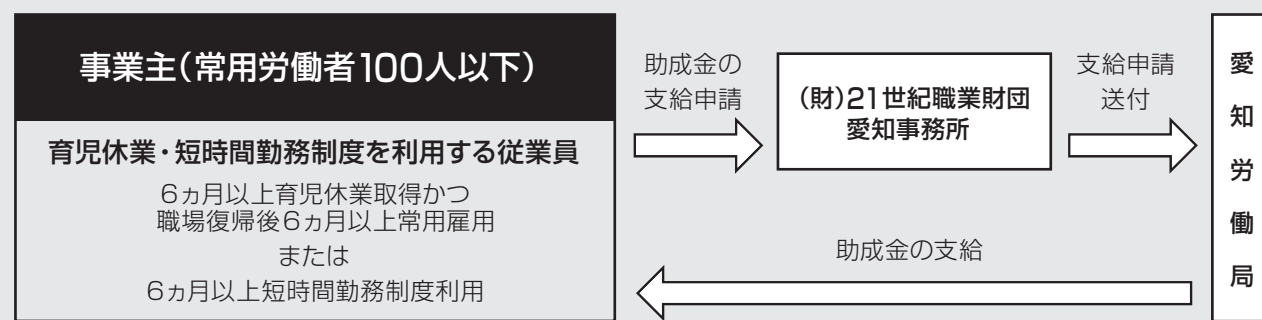 事業主(常用労働者100人以下)
育児休業・短時間勤務制度を利用する従業員
6ヵ月以上育児休業取得かつ
職場復帰後6ヵ月以上常用雇用
または
6ヵ月以上短時間勤務制度利用
助成金の
支給申請
(財)21世紀職業財団
愛知事務所
支給申請
送付
愛知労働局
助成金の支給